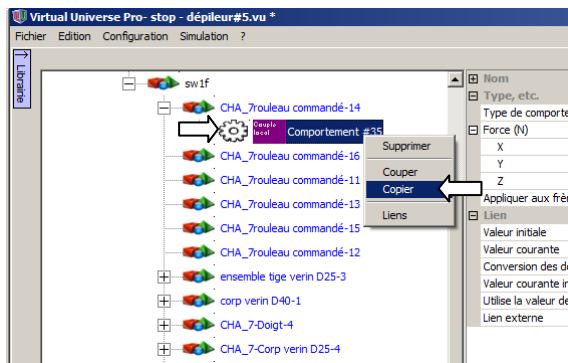 Virtual Universe Pro- stop - dépileur#5.vu *
Fichier Edition Configuration Simulation ?
Librairie
sw1f
CHA_7rouleau commandé-14
Couple local
Comportement #35
CHA_7rouleau commandé-16
CHA_7rouleau commandé-11
CHA_7rouleau commandé-13
CHA_7rouleau commandé-15
CHA_7rouleau commandé-12
ensemble tige verin D25-3
corp verin D40-1
CHA_7-Doigt-4
CHA_7-Corp verin D25-4
Supprimer
Couper
Copier
Liens
Nom
Type, etc.
Type de comporte
Force (N)
X
Y
Z
Appliquer aux frè
Lien
Valeur initiale
Valeur courante
Conversion des do
Valeur courante in
Utilise la valeur de
Lien externe